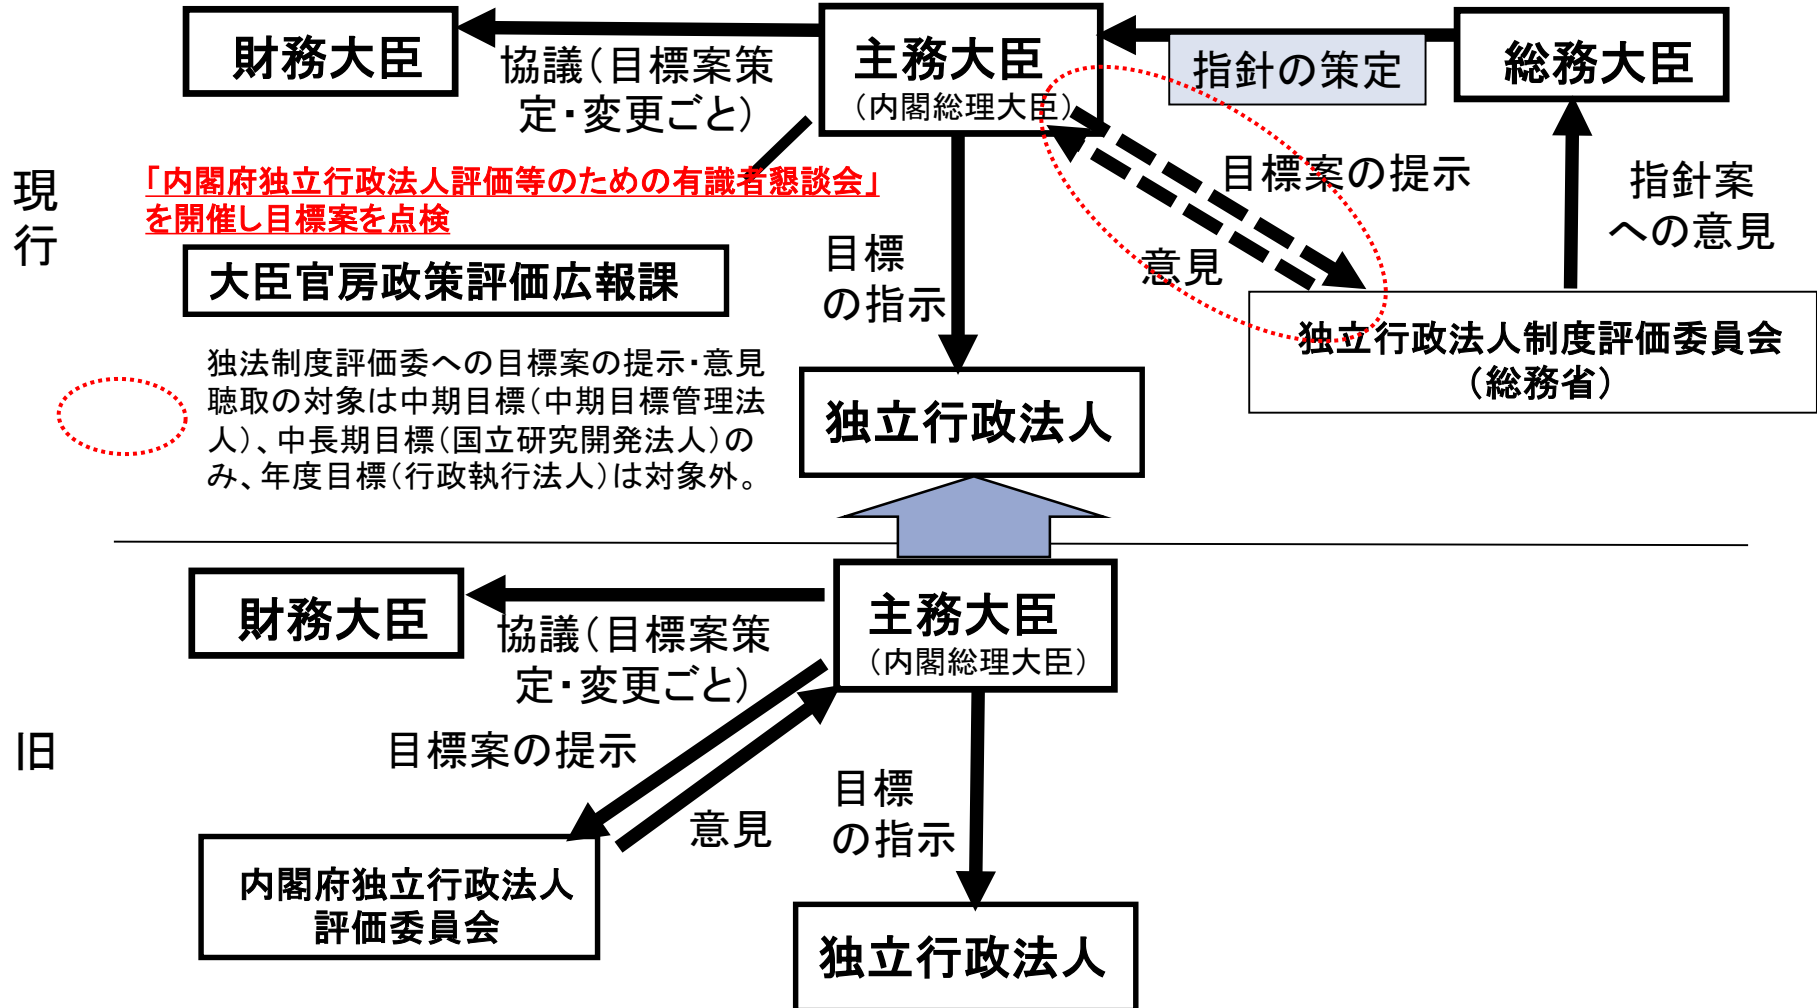 財務大臣
協議（目標案策
定・変更ごと）
主務大臣
（内閣総理大臣）
指針の策定
総務大臣
現
行
「内閣府独立行政法人評価等のための有識者懇談会」
を開催し目標案を点検
目標案の提示
意見
指針案
への意見
目標
の指示
大臣官房政策評価広報課
独立行政法人制度評価委員会
（総務省）
独法制度評価委への目標案の提示・意見
聴取の対象は中期目標（中期目標管理法
人）、中長期目標（国立研究開発法人）の
み、年度目標（行政執行法人）は対象外。
独立行政法人
旧
財務大臣
協議（目標案策
定・変更ごと）
主務大臣
（内閣総理大臣）
目標案の提示
意見
目標
の指示
内閣府独立行政法人
評価委員会
独立行政法人